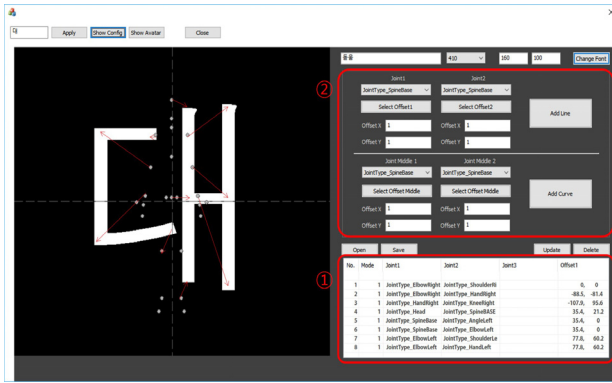 대 Apply Show Config Show Avatar Close
대
돋움 410 160 100 Change Font
②
Joint1 Joint2
JointType_SpineBase JointType_SpineBase
Select Offset1 Select Offset2
Add Line
Offset X 1 Offset X 1
Offset Y 1 Offset Y 1
Joint Middle 1 Joint Middle 2
JointType_SpineBase JointType_SpineBase
Select Offset Middle Select Offset Middle
Add Curve
Offset X 1 Offset X 1
Offset Y 1 Offset Y 1
Open Save Update Delete
①
No. Mode Joint1 Joint2 Joint3 Offset1
1 1 JointType_ElbowRight JointType_ShoulderRi 0, 0
2 1 JointType_ElbowRight JointType_HandRight -88.5, -81.4
3 1 JointType_HandRight JointType_KneeRight -107.9, 95.6
4 1 JointType_Head JointType_SpineBASE 35.4, 21.2
5 1 JointType_SpineBase JointType_AngleLeft 35.4, 0
6 1 JointType_SpineBase JointType_ElbowLeft 35.4, 0
7 1 JointType_ElbowLeft JointType_ShoulderLe 77.8, 60.2
8 1 JointType_ElbowLeft JointType_HandLeft 77.8, 60.2